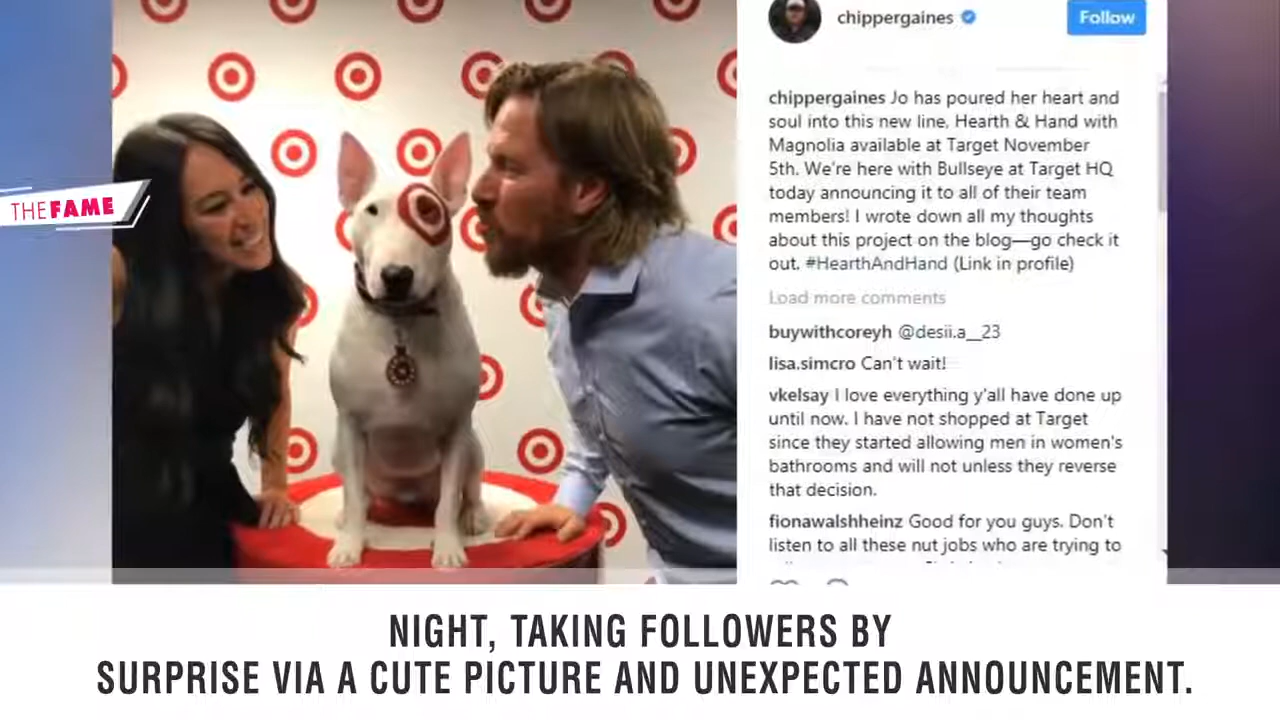 chippergaines
Follow
chippergaines Jo has poured her heart and
soul into this new line, Hearth & Hand with
Magnolia available at Target November
5th. We're here with Bullseye at Target HQ
today announcing it to all of their team
members! I wrote down all my thoughts
about this project on the blog—go check it
out. #HearthAndHand (Link in profile)
Load more comments
buywithcoreyh @desii.a__23
lisa.simcro Can't wait!
vkelsay I love everything y'all have done up
until now. I have not shopped at Target
since they started allowing men in women's
bathrooms and will not unless they reverse
that decision.
fionawalshheinz Good for you guys. Don't
listen to all these nut jobs who are trying to
THEFAME
NIGHT, TAKING FOLLOWERS BY
SURPRISE VIA A CUTE PICTURE AND UNEXPECTED ANNOUNCEMENT.